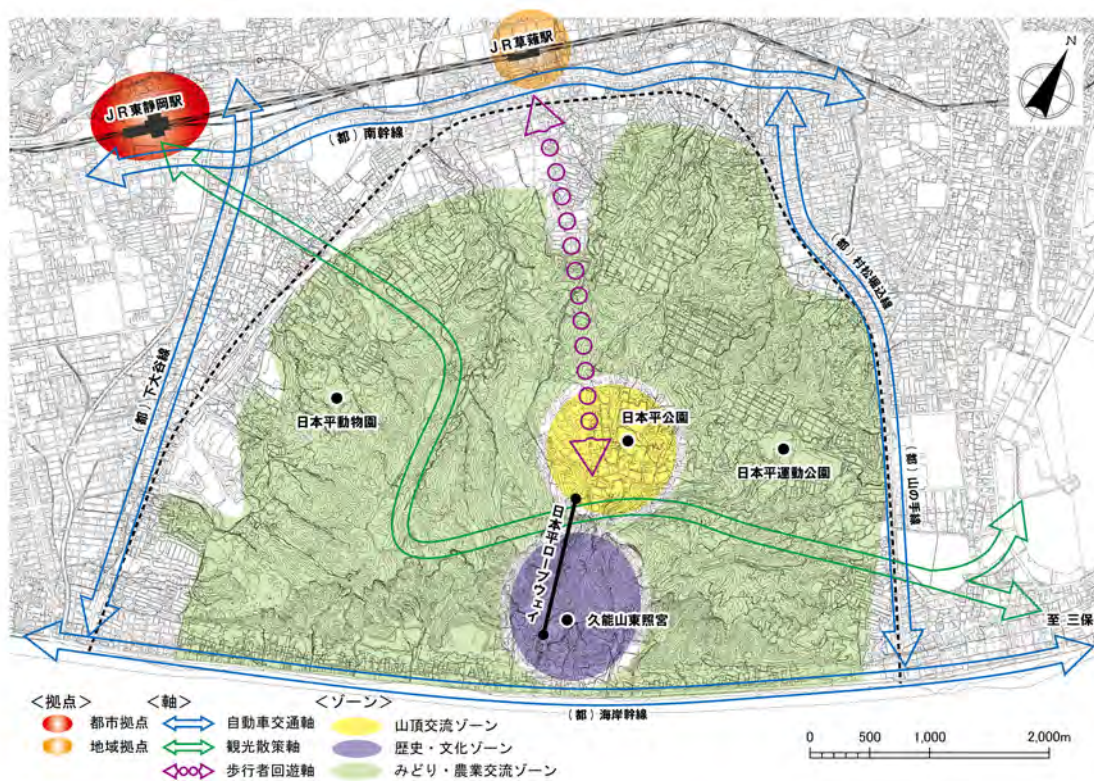 JR草薙駅
N
JR東静岡駅
(都)南幹線
(都)村松堀込線
(都)下大谷線
日本平動物園
日本平公園
日本平運動公園
(都)山の手線
日本平ロープウェイ
久能山東照宮
至 三保
(都)海岸幹線
<拠点>
都市拠点
地域拠点
<軸>
自動車交通軸
観光散策軸
歩行者回遊軸
<ゾーン>
山頂交流ゾーン
歴史・文化ゾーン
みどり・農業交流ゾーン
0 500 1,000 2,000m